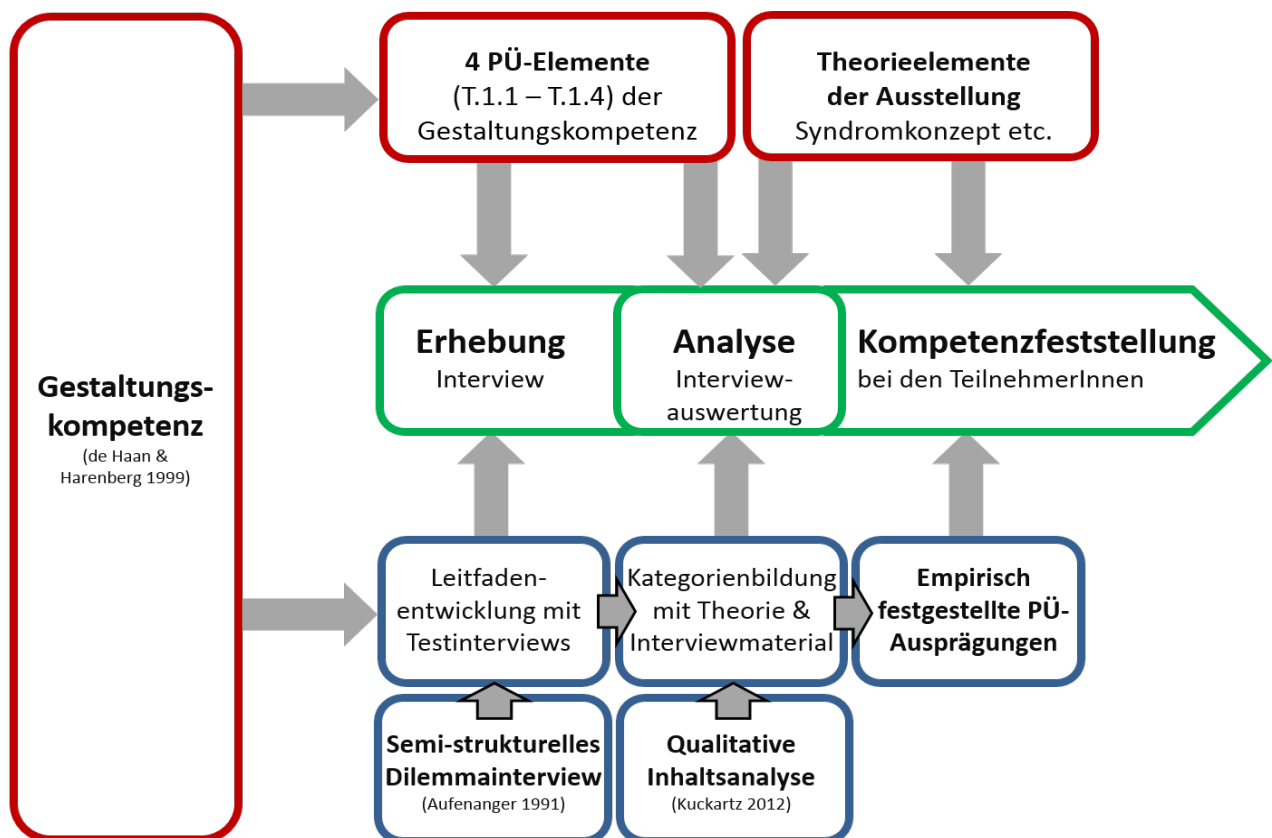 Gestaltungs-
kompetenz
(de Haan &
Harenberg 1999)
4 PÜ-Elemente
(T.1.1 – T.1.4) der
Gestaltungskompetenz
Theorieelemente
der Ausstellung
Syndromkonzept etc.
Erhebung
Interview
Analyse
Interview-
auswertung
Kompetenzfeststellung
bei den TeilnehmerInnen
Leitfaden-
entwicklung mit
Testinterviews
Kategorienbildung
mit Theorie &
Interviewmaterial
Empirisch
festgestellte PÜ-
Ausprägungen
Semi-strukturelles
Dilemmainterview
(Aufenanger 1991)
Qualitative
Inhaltsanalyse
(Kuckartz 2012)